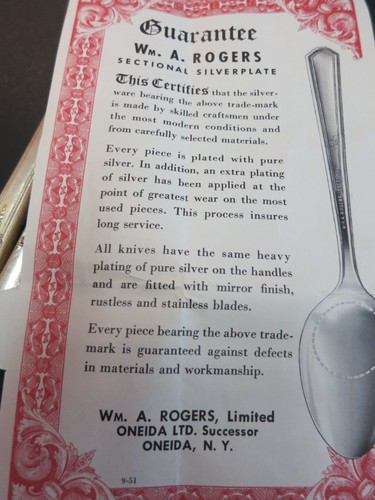 Guarantee
WM. A. ROGERS
SECTIONAL SILVERPLATE
This Certifies that the silver-
ware bearing the above trade-mark
is made by skilled craftsmen under
the most modern conditions and
from carefully selected materials.
Every piece is plated with pure
silver. In addition, an extra plating
of silver has been applied at the
point of greatest wear on the most
used pieces. This process insures
long service.
All knives have the same heavy
plating of pure silver on the handles
and are fitted with mirror finish,
rustless and stainless blades.
Every piece bearing the above trade-
mark is guaranteed against defects
in materials and workmanship.
WM. A. ROGERS, Limited
ONEIDA LTD. Successor
ONEIDA, N. Y.
9-51